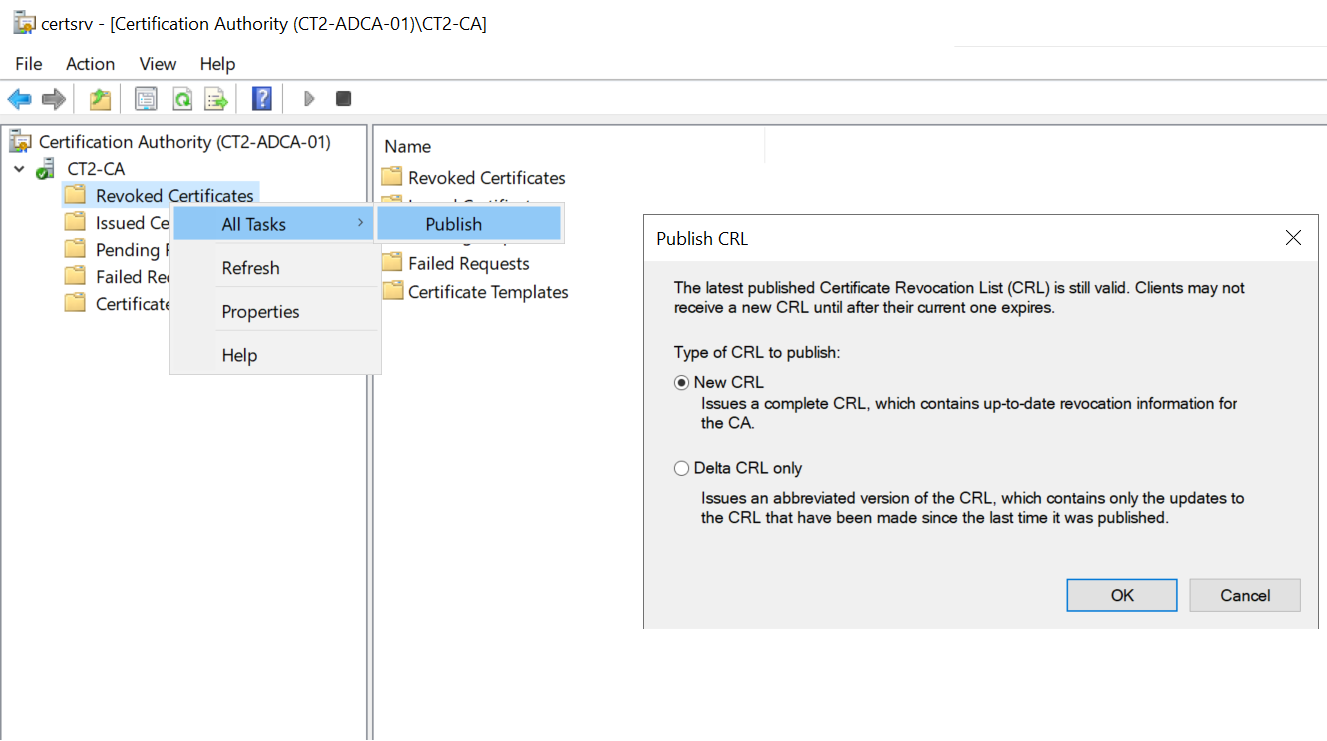 certsrv - [Certification Authority (CT2-ADCA-01)\CT2-CA]
File Action View Help
Certification Authority (CT2-ADCA-01)
CT2-CA
Revoked Certificates
Issued Ce
Pending
Failed Re
Certificate
All Tasks
Refresh
Properties
Help
Publish
Name
Revoked Certificates
Failed Requests
Certificate Templates
Publish CRL
The latest published Certificate Revocation List (CRL) is still valid. Clients may not
receive a new CRL until after their current one expires.
Type of CRL to publish:
New CRL
Issues a complete CRL, which contains up-to-date revocation information for
the CA.
Delta CRL only
Issues an abbreviated version of the CRL, which contains only the updates to
the CRL that have been made since the last time it was published.
OK
Cancel